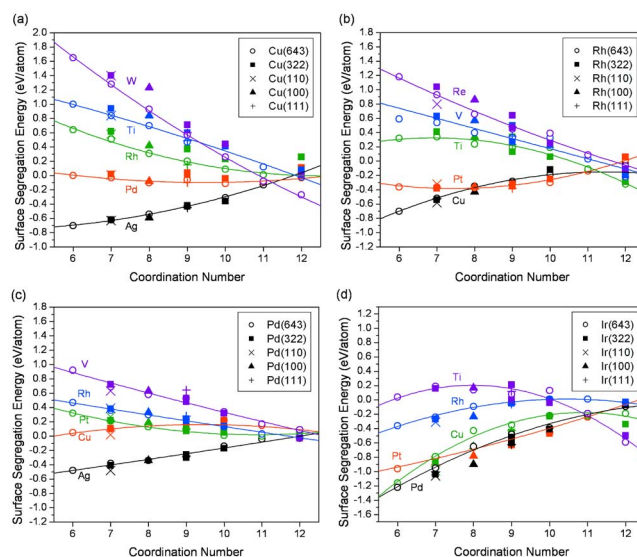 (a)
Surface Segregation Energy (eV/atom)
2.0
1.8
1.6
1.4
1.2
1.0
0.8
0.6
0.4
0.2
0.0
-0.2
-0.4
-0.6
-0.8
-1.0
W
Ti
Rh
Pd
Ag
Cu(643)
Cu(322)
Cu(110)
Cu(100)
Cu(111)
6 7 8 9 10 11 12
Coordination Number
(b)
Surface Segregation Energy (eV/atom)
1.8
1.6
1.4
1.2
1.0
0.8
0.6
0.4
0.2
0.0
-0.2
-0.4
-0.6
-0.8
-1.0
-1.2
Re
V
Ti
Pt
Cu
Rh(643)
Rh(322)
Rh(110)
Rh(100)
Rh(111)
6 7 8 9 10 11 12
Coordination Number
(c)
Surface Segregation Energy (eV/atom)
1.8
1.6
1.4
1.2
1.0
0.8
0.6
0.4
0.2
0.0
-0.2
-0.4
-0.6
-0.8
-1.0
-1.2
V
Rh
Pt
Cu
Ag
Pd(643)
Pd(322)
Pd(110)
Pd(100)
Pd(111)
6 7 8 9 10 11 12
Coordination Number
(d)
Surface Segregation Energy (eV/atom)
1.4
1.2
1.0
0.8
0.6
0.4
0.2
0.0
-0.2
-0.4
-0.6
-0.8
-1.0
-1.2
-1.4
-1.6
Ti
Rh
Cu
Pt
Pd
Ir(643)
Ir(322)
Ir(110)
Ir(100)
Ir(111)
6 7 8 9 10 11 12
Coordination Number